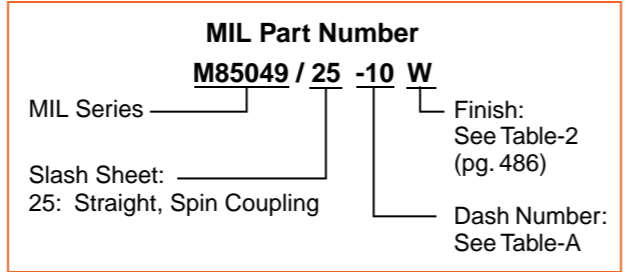 MIL Part Number
M85049 / 25 -10 W
MIL Series
Finish:
See Table-2
(pg. 486)
Slash Sheet:
25: Straight, Spin Coupling
Dash Number:
See Table-A